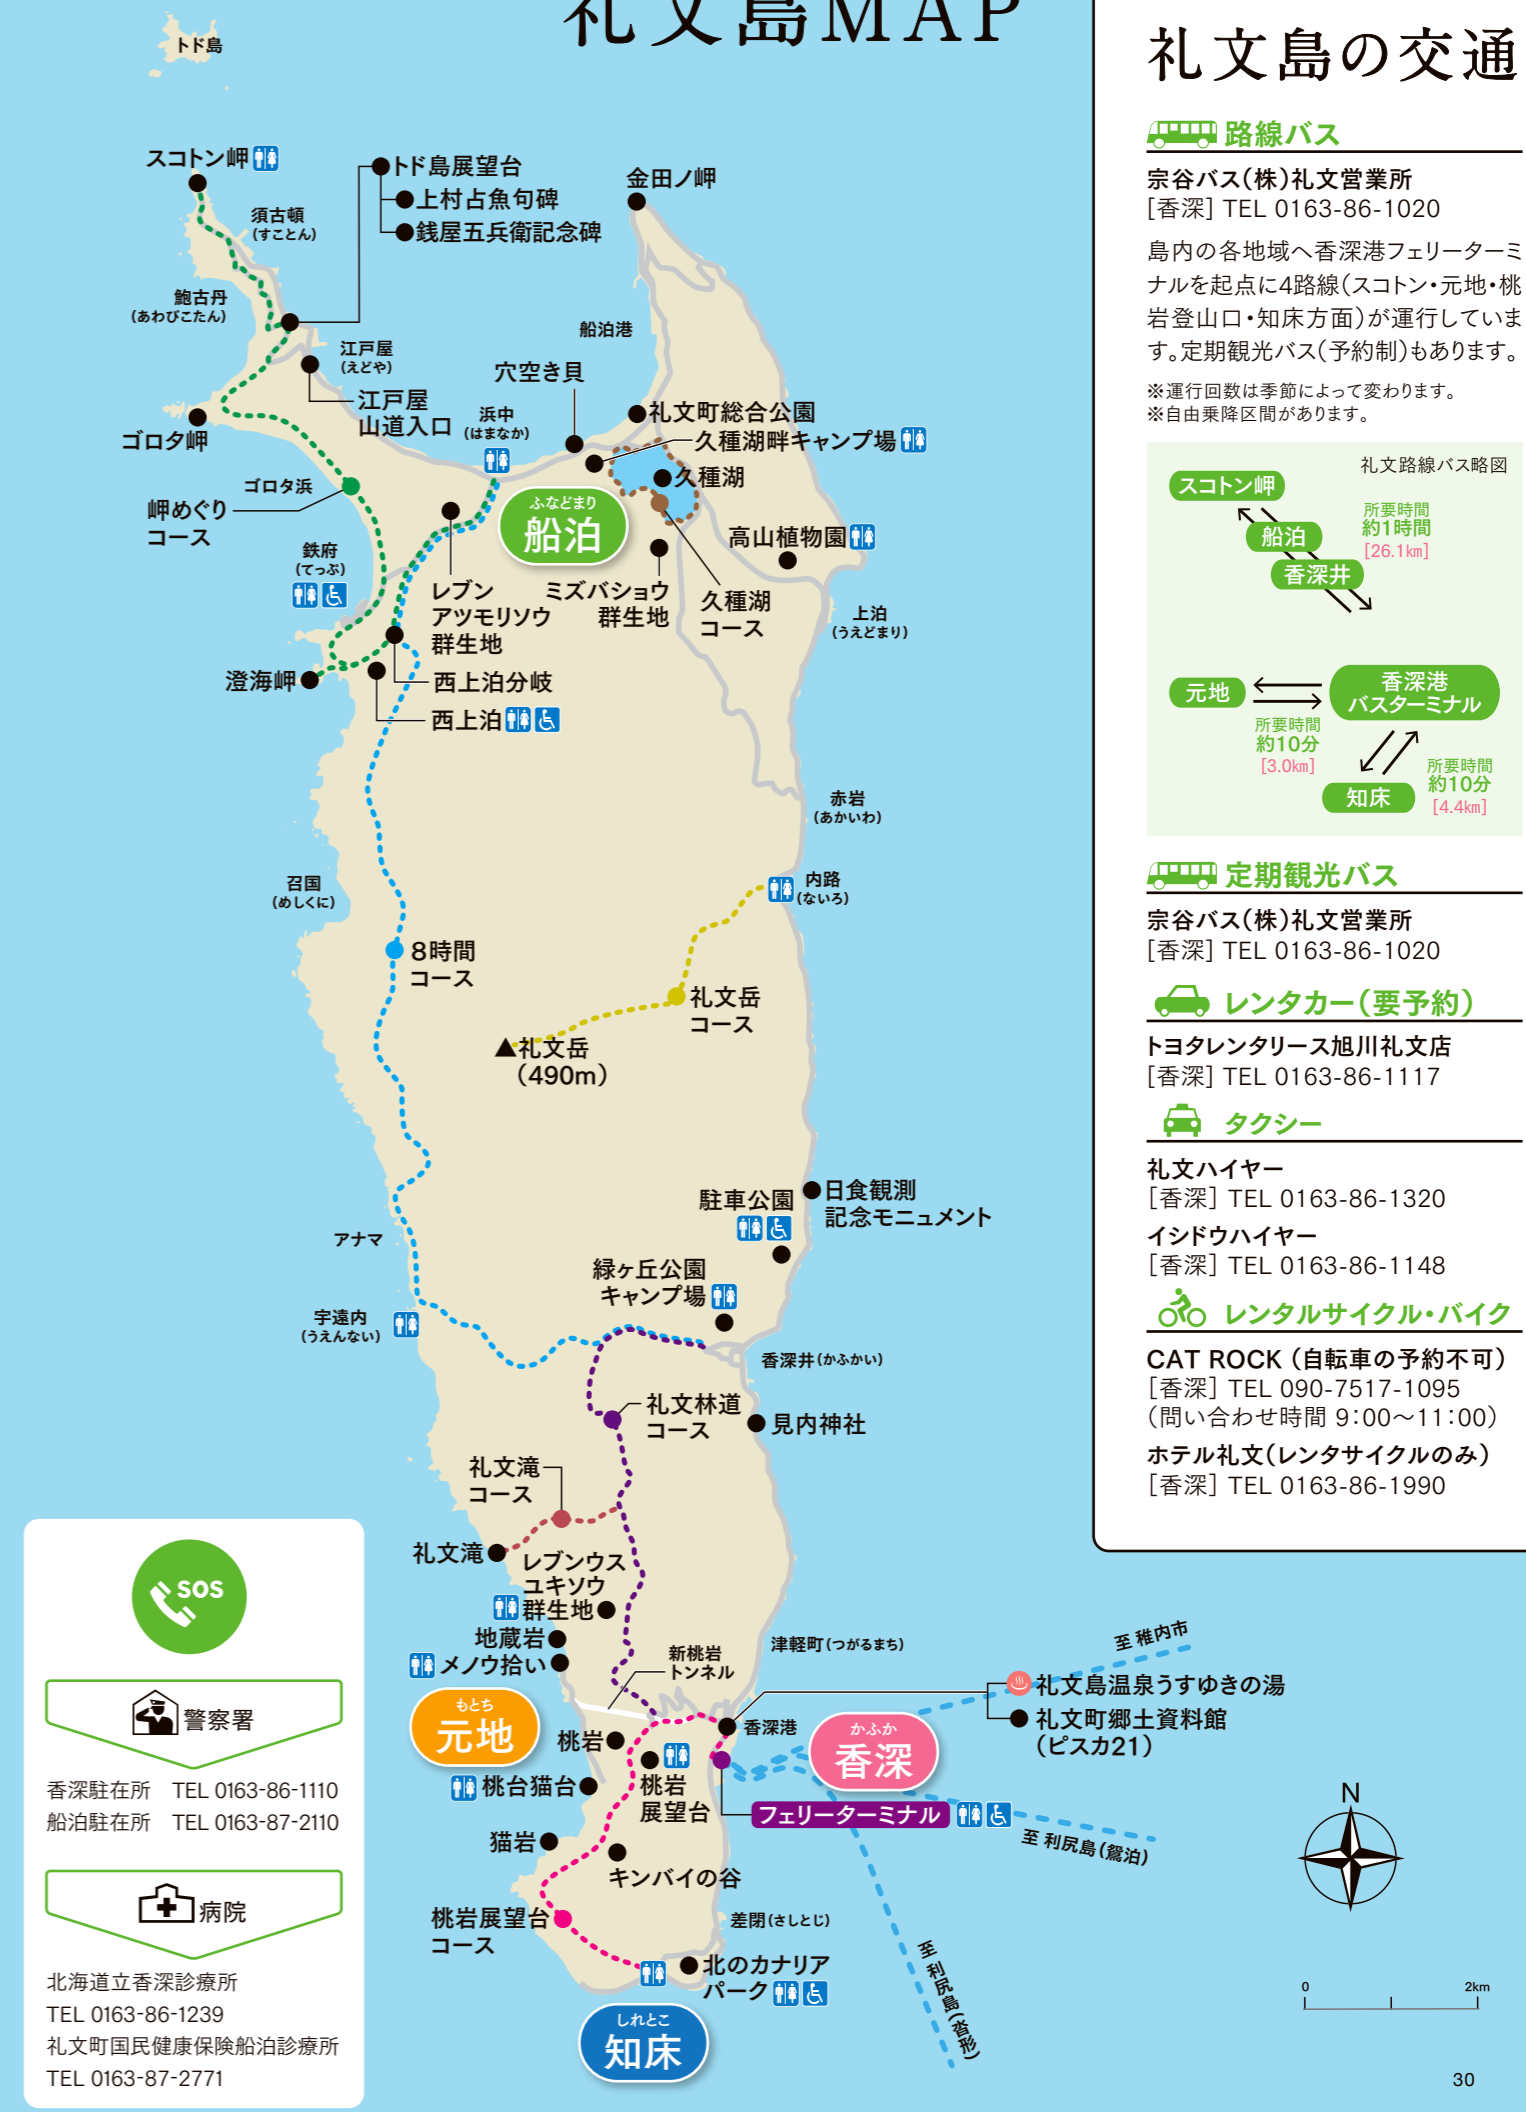 礼文島MAP
トド島
スコトン岬
須古頓
(すことん)
トド島展望台
上村占魚句碑
銭屋五兵衛記念碑
金田ノ岬
鮑古丹
(あわびこたん)
船泊港
江戸屋
(えどや)
江戸屋
山道入口
穴空き貝
浜中
(はまなか)
ゴロタ岬
礼文町総合公園
久種湖畔キャンプ場
久種湖
ゴロタ浜
岬めぐり
コース
ふなどまり
船泊
高山植物園
鉄府
(てっぷ)
レブン
アツモリソウ
群生地
ミズバショウ
群生地
久種湖
コース
上泊
(うえどまり)
澄海岬
西上泊分岐
西上泊
赤岩
(あかいわ)
召国
(めしくに)
内路
(ないろ)
8時間
コース
礼文岳
コース
▲礼文岳
(490m)
駐車公園
日食観測
記念モニュメント
アナマ
緑ヶ丘公園
キャンプ場
宇遠内
(うえんない)
香深井(かふかい)
礼文林道
コース
見内神社
礼文滝
コース
礼文滝
レブンウス
ユキソウ
群生地
地蔵岩
メノウ拾い
新桃岩
トンネル
津軽町(つがるまち)
至 稚内市
礼文島温泉うすゆきの湯
礼文町郷土資料館
(ピスカ21)
もとち
元地
桃岩
香深港
かふか
香深
桃台猫台
桃岩
展望台
フェリーターミナル
至 利尻島(鴛泊)
猫岩
キンバイの谷
桃岩展望台
コース
差閉(さしとじ)
北のカナリア
パーク
至 利尻島(沓形)
しれとこ
知床
SOS
警察署
香深駐在所 TEL 0163-86-1110
船泊駐在所 TEL 0163-87-2110
病院
北海道立香深診療所
TEL 0163-86-1239
礼文町国民健康保険船泊診療所
TEL 0163-87-2771
礼文島の交通
路線バス
宗谷バス(株)礼文営業所
[香深] TEL 0163-86-1020
島内の各地域へ香深港フェリーターミ
ナルを起点に4路線(スコトン・元地・桃
岩登山口・知床方面)が運行していま
す。定期観光バス(予約制)もあります。
※運行回数は季節によって変わります。
※自由乗降区間があります。
礼文路線バス略図
スコトン岬
船泊
香深井
所要時間
約1時間
[26.1㎞]
元地
香深港
バスターミナル
所要時間
約10分
[3.0㎞]
知床
所要時間
約10分
[4.4㎞]
定期観光バス
宗谷バス(株)礼文営業所
[香深] TEL 0163-86-1020
レンタカー(要予約)
トヨタレンタリース旭川礼文店
[香深] TEL 0163-86-1117
タクシー
礼文ハイヤー
[香深] TEL 0163-86-1320
イシドウハイヤー
[香深] TEL 0163-86-1148
レンタルサイクル・バイク
CAT ROCK (自転車の予約不可)
[香深] TEL 090-7517-1095
(問い合わせ時間 9:00〜11:00)
ホテル礼文(レンタサイクルのみ)
[香深] TEL 0163-86-1990
N
0 2km
30